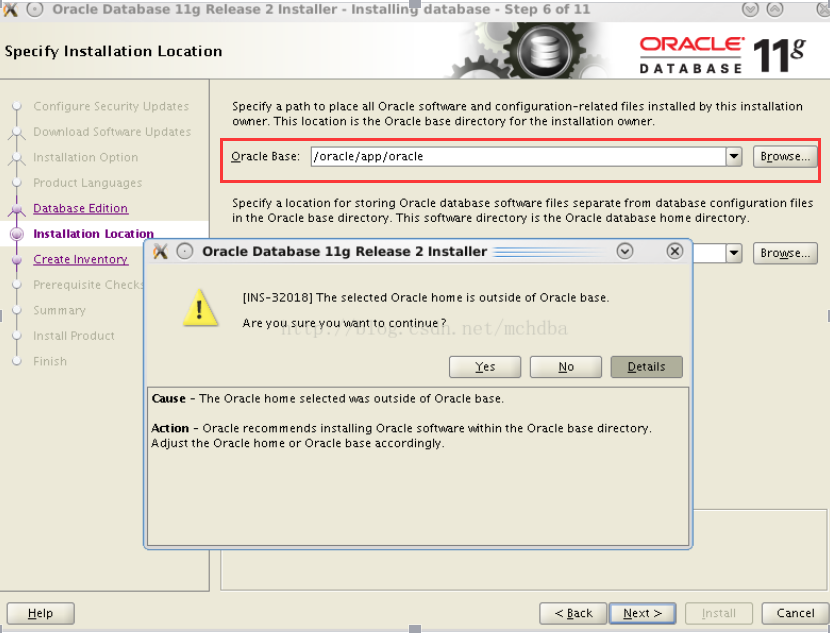 Oracle Database 11g Release 2 Installer - Installing database - Step 6 of 11
Specify Installation Location
ORACLE
DATABASE
11g
Configure Security Updates
Download Software Updates
Installation Option
Product Languages
Database Edition
Installation Location
Create Inventory
Prerequisite Checks
Summary
Install Product
Finish
Specify a path to place all Oracle software and configuration-related files installed by this installation
owner. This location is the Oracle base directory for the installation owner.
Oracle Base: /oracle/app/oracle Browse...
Specify a location for storing Oracle database software files separate from database configuration files
in the Oracle base directory. This software directory is the Oracle database home directory.
Browse...
Oracle Database 11g Release 2 Installer
[INS-32018] The selected Oracle home is outside of Oracle base.
Are you sure you want to continue?
http://blog.csdn.net/mchdba
Yes No Details
Cause - The Oracle home selected was outside of Oracle base.
Action - Oracle recommends installing Oracle software within the Oracle base directory.
Adjust the Oracle home or Oracle base accordingly.
Help < Back Next > Install Cancel